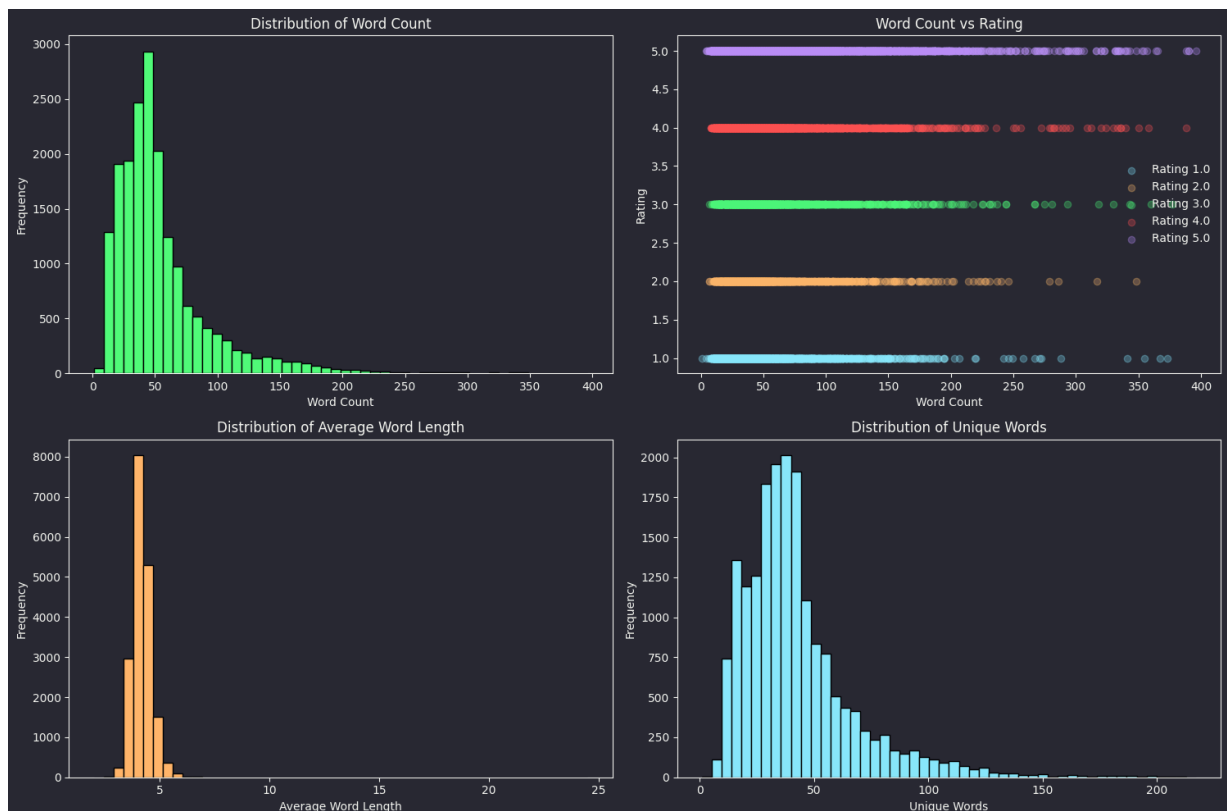 Distribution of Word Count
3000
2500
2000
1500
1000
500
0
Frequency
0 50 100 150 200 250 300 350 400
Word Count
Word Count vs Rating
5.0
4.5
4.0
3.5
3.0
2.5
2.0
1.5
1.0
Rating
Rating 1.0
Rating 2.0
Rating 3.0
Rating 4.0
Rating 5.0
0 50 100 150 200 250 300 350 400
Word Count
Distribution of Average Word Length
8000
7000
6000
5000
4000
3000
2000
1000
0
Frequency
5 10 15 20 25
Average Word Length
Distribution of Unique Words
2000
1750
1500
1250
1000
750
500
250
0
Frequency
0 50 100 150 200
Unique Words